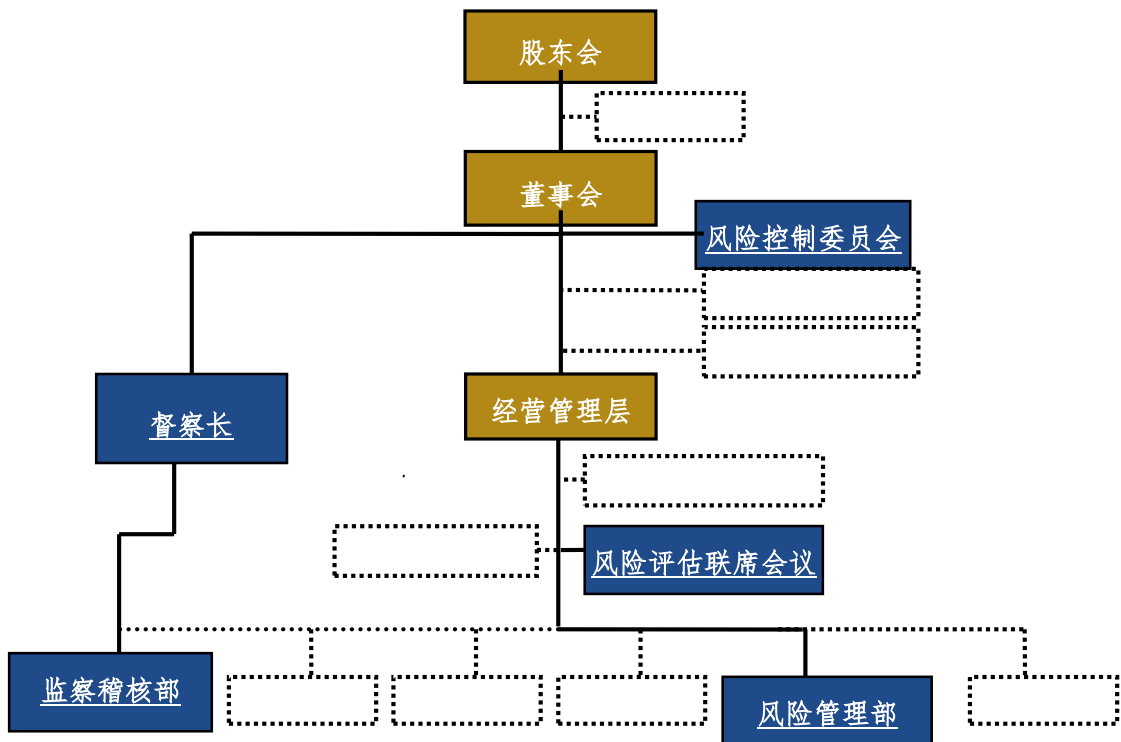 股东会
董事会
风险控制委员会
经营管理层
督察长
风险评估联席会议
监察稽核部
风险管理部